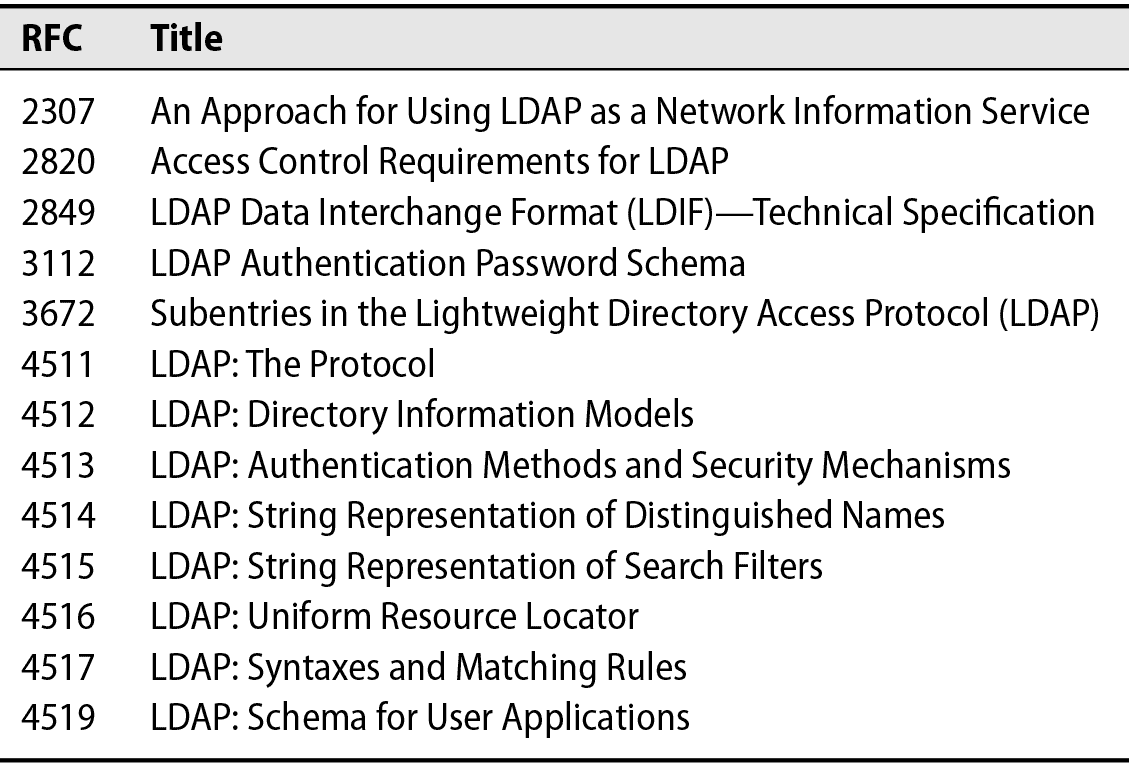 RFC Title
2307 An Approach for Using LDAP as a Network Information Service
2820 Access Control Requirements for LDAP
2849 LDAP Data Interchange Format (LDIF)—Technical Specification
3112 LDAP Authentication Password Schema
3672 Subentries in the Lightweight Directory Access Protocol (LDAP)
4511 LDAP: The Protocol
4512 LDAP: Directory Information Models
4513 LDAP: Authentication Methods and Security Mechanisms
4514 LDAP: String Representation of Distinguished Names
4515 LDAP: String Representation of Search Filters
4516 LDAP: Uniform Resource Locator
4517 LDAP: Syntaxes and Matching Rules
4519 LDAP: Schema for User Applications